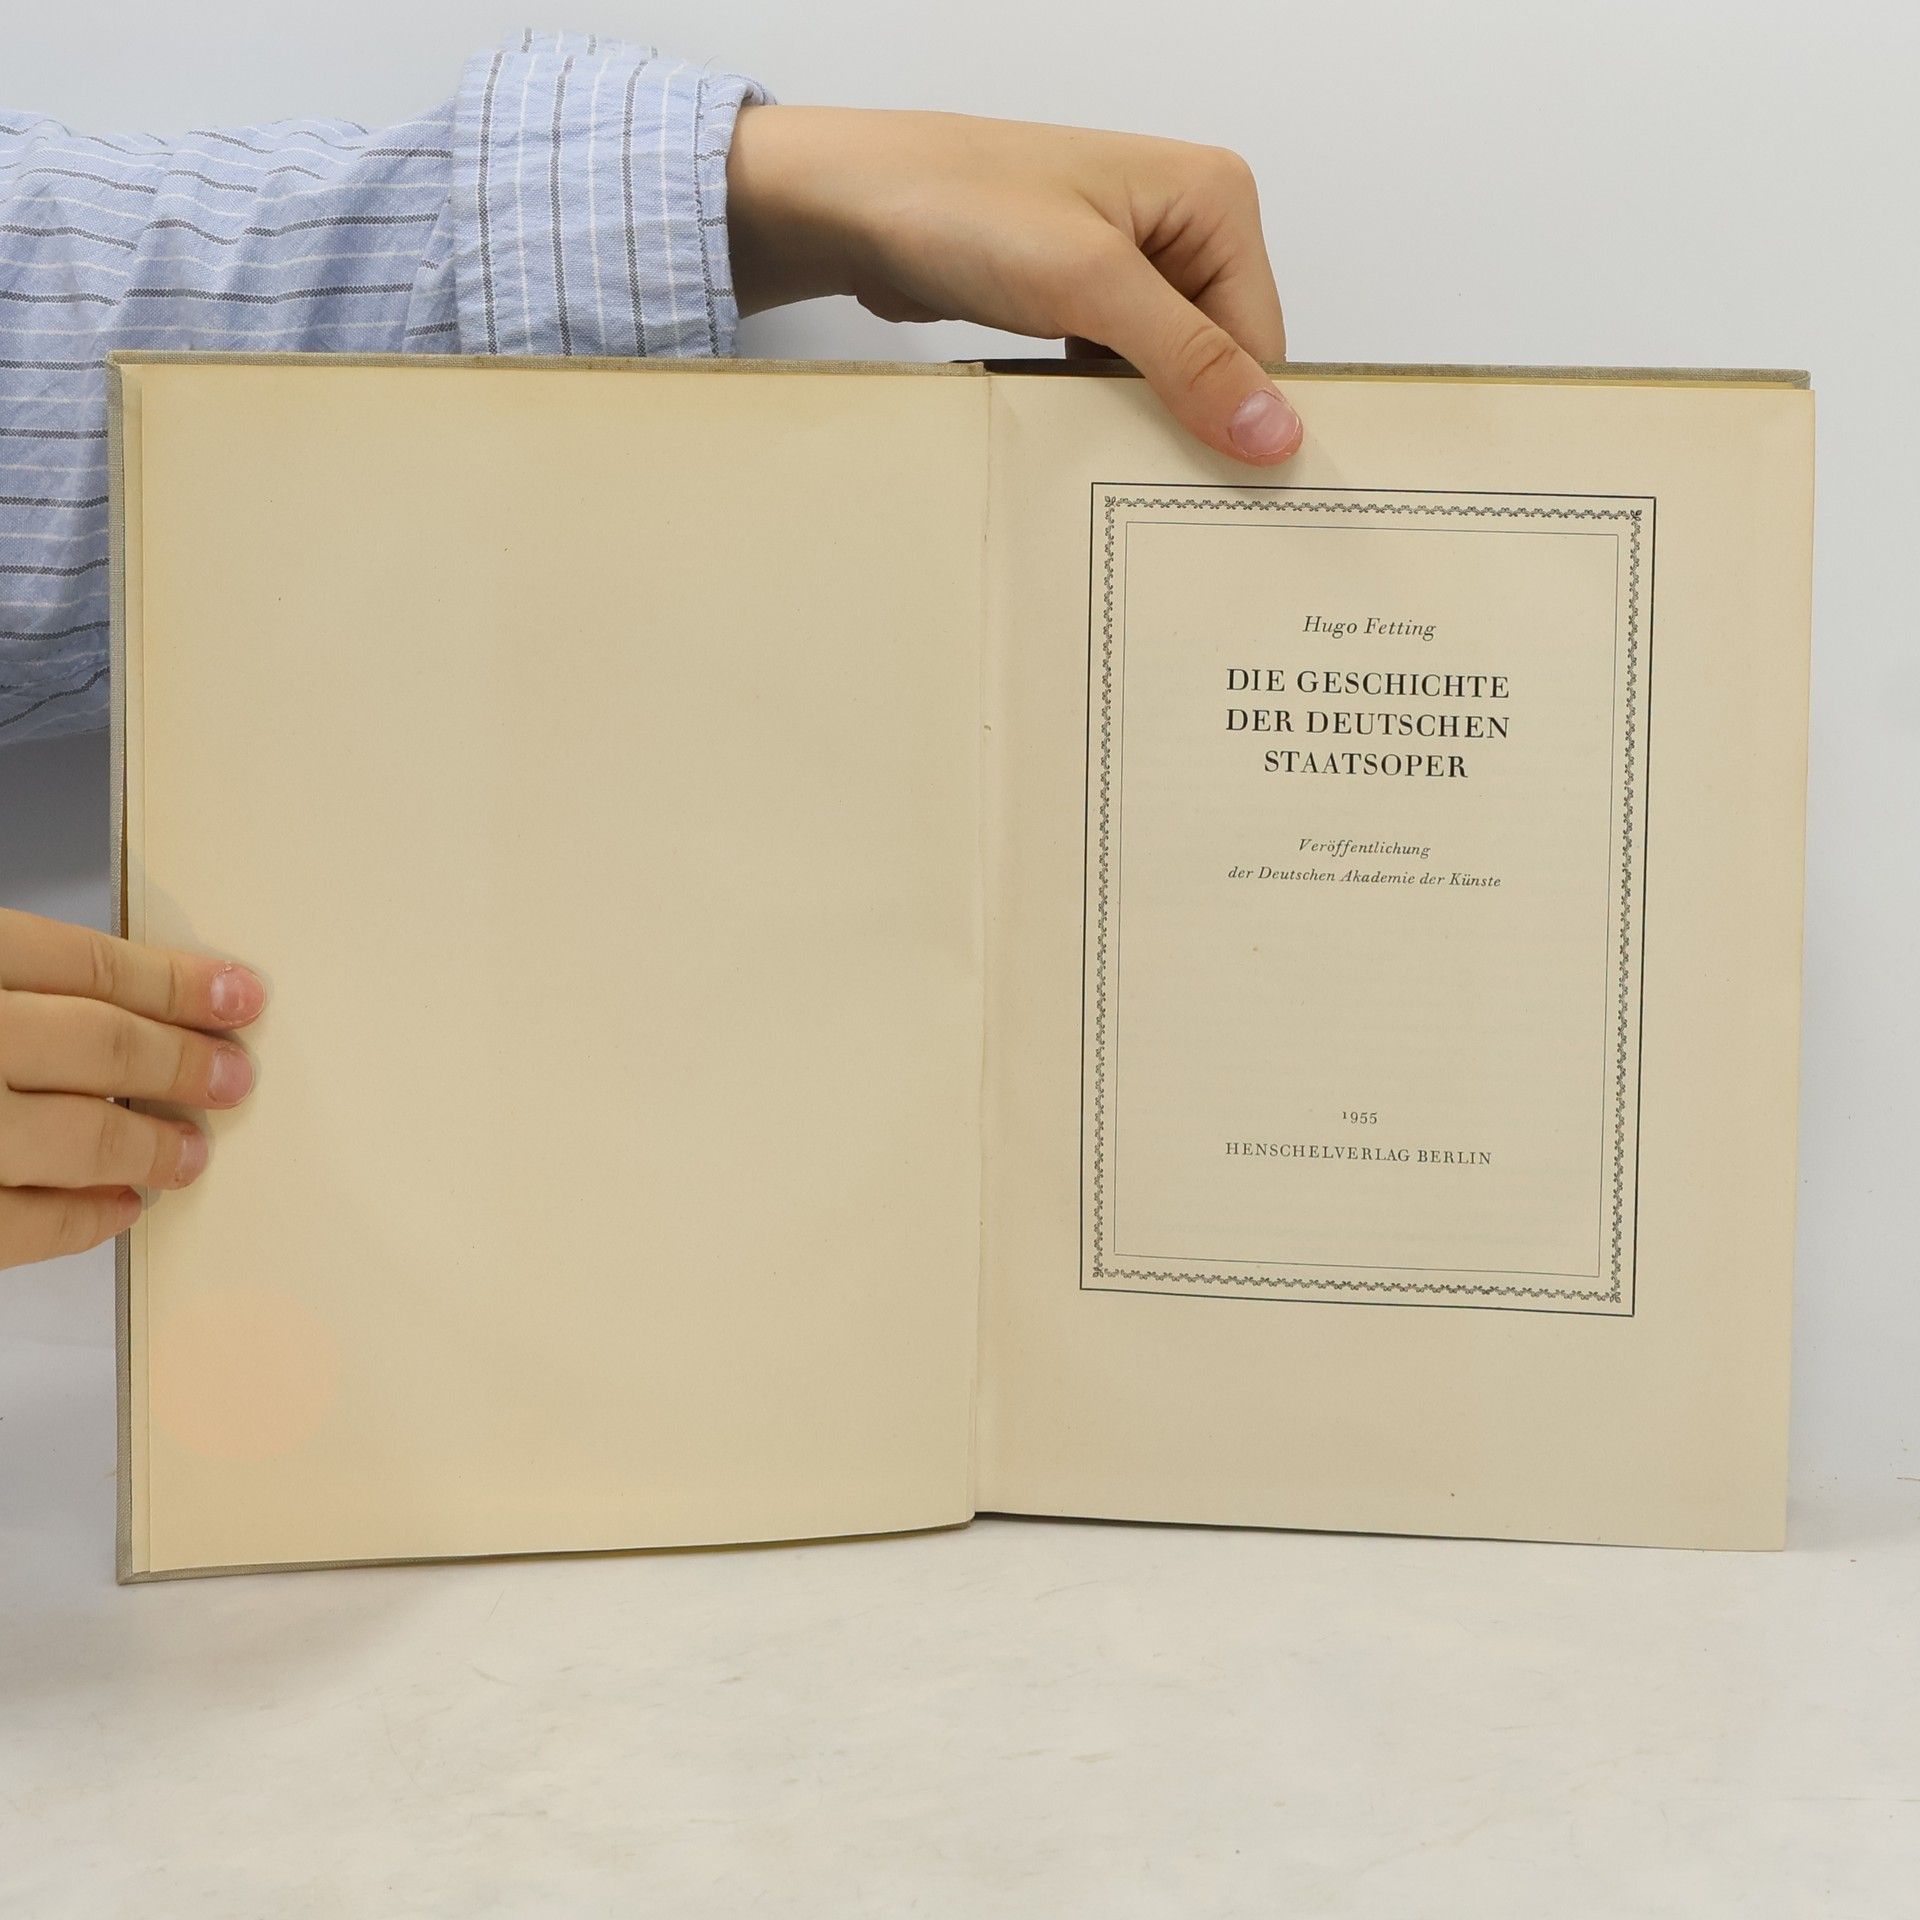 Hugo Fetting
DIE GESCHICHTE
DER DEUTSCHEN
STAATSOPER
Veröffentlichung
der Deutschen Akademie der Künste
1955
HENSCHELVERLAG BERLIN